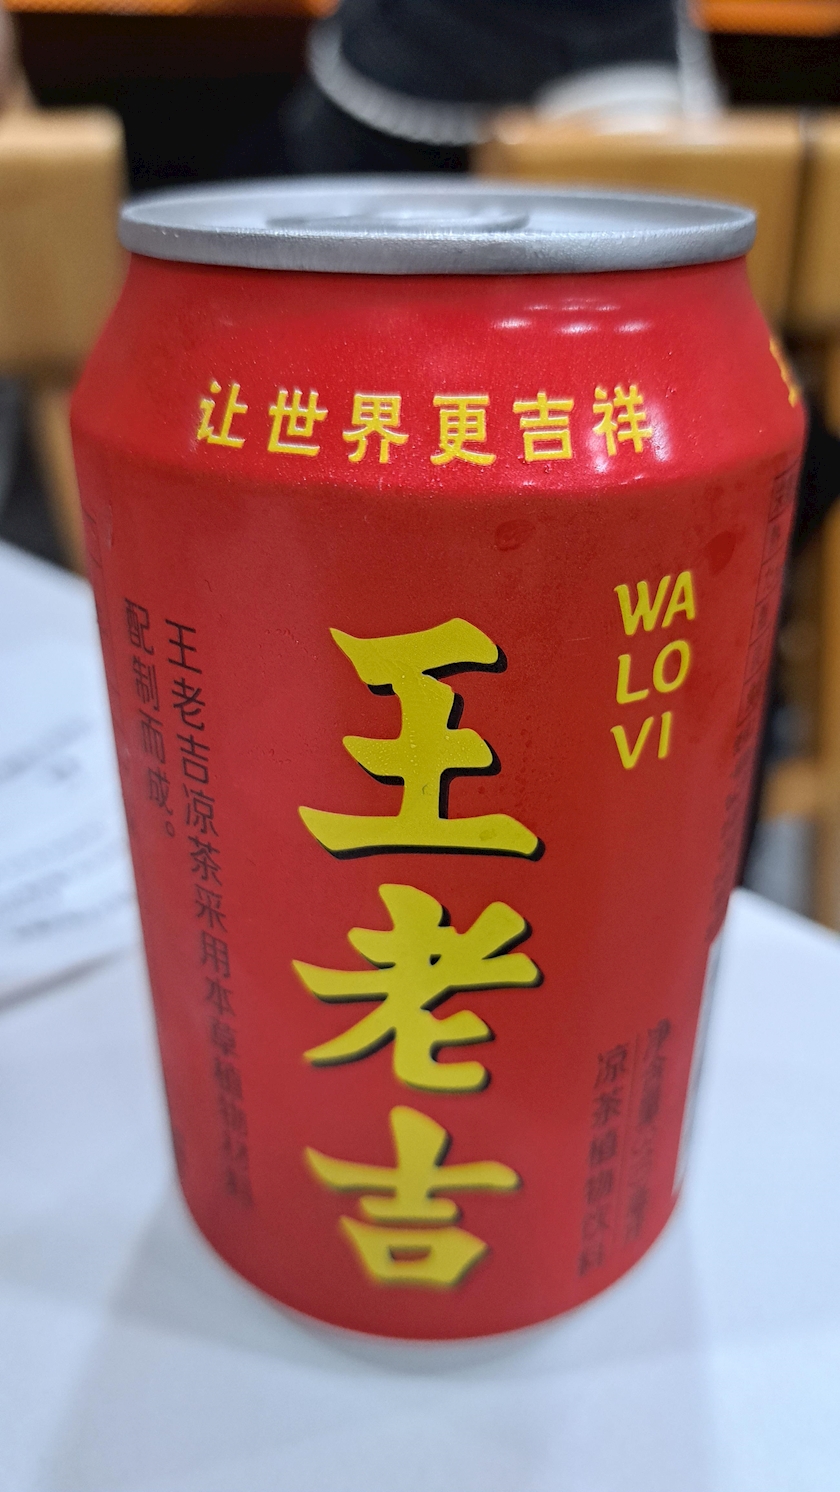 让世界更吉祥
WA
LO
VI
王老吉
王老吉凉茶采用本草植物材料
配制而成。
凉茶植物饮料